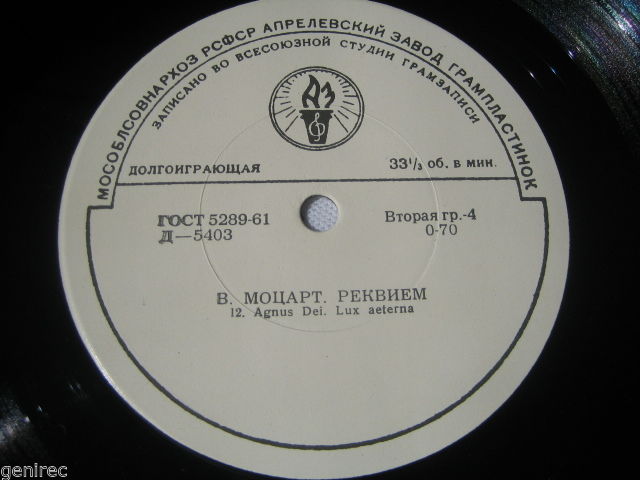 МОСОБЛСОВНАРХОЗ РСФСР АПРЕЛЕВСКИЙ ЗАВОД ГРАМПЛАСТИНОК
ЗАПИСАНО ВО ВСЕСОЮЗНОЙ СТУДИИ ГРАМЗАПИСИ
АЗ
ДОЛГОИГРАЮЩАЯ 33⅓ об. в мин.
ГОСТ 5289-61 Вторая гр.-4
Д—5403 0-70
В. МОЦАРТ. РЕКВИЕМ
12. Agnus Dei. Lux aeterna
genirec